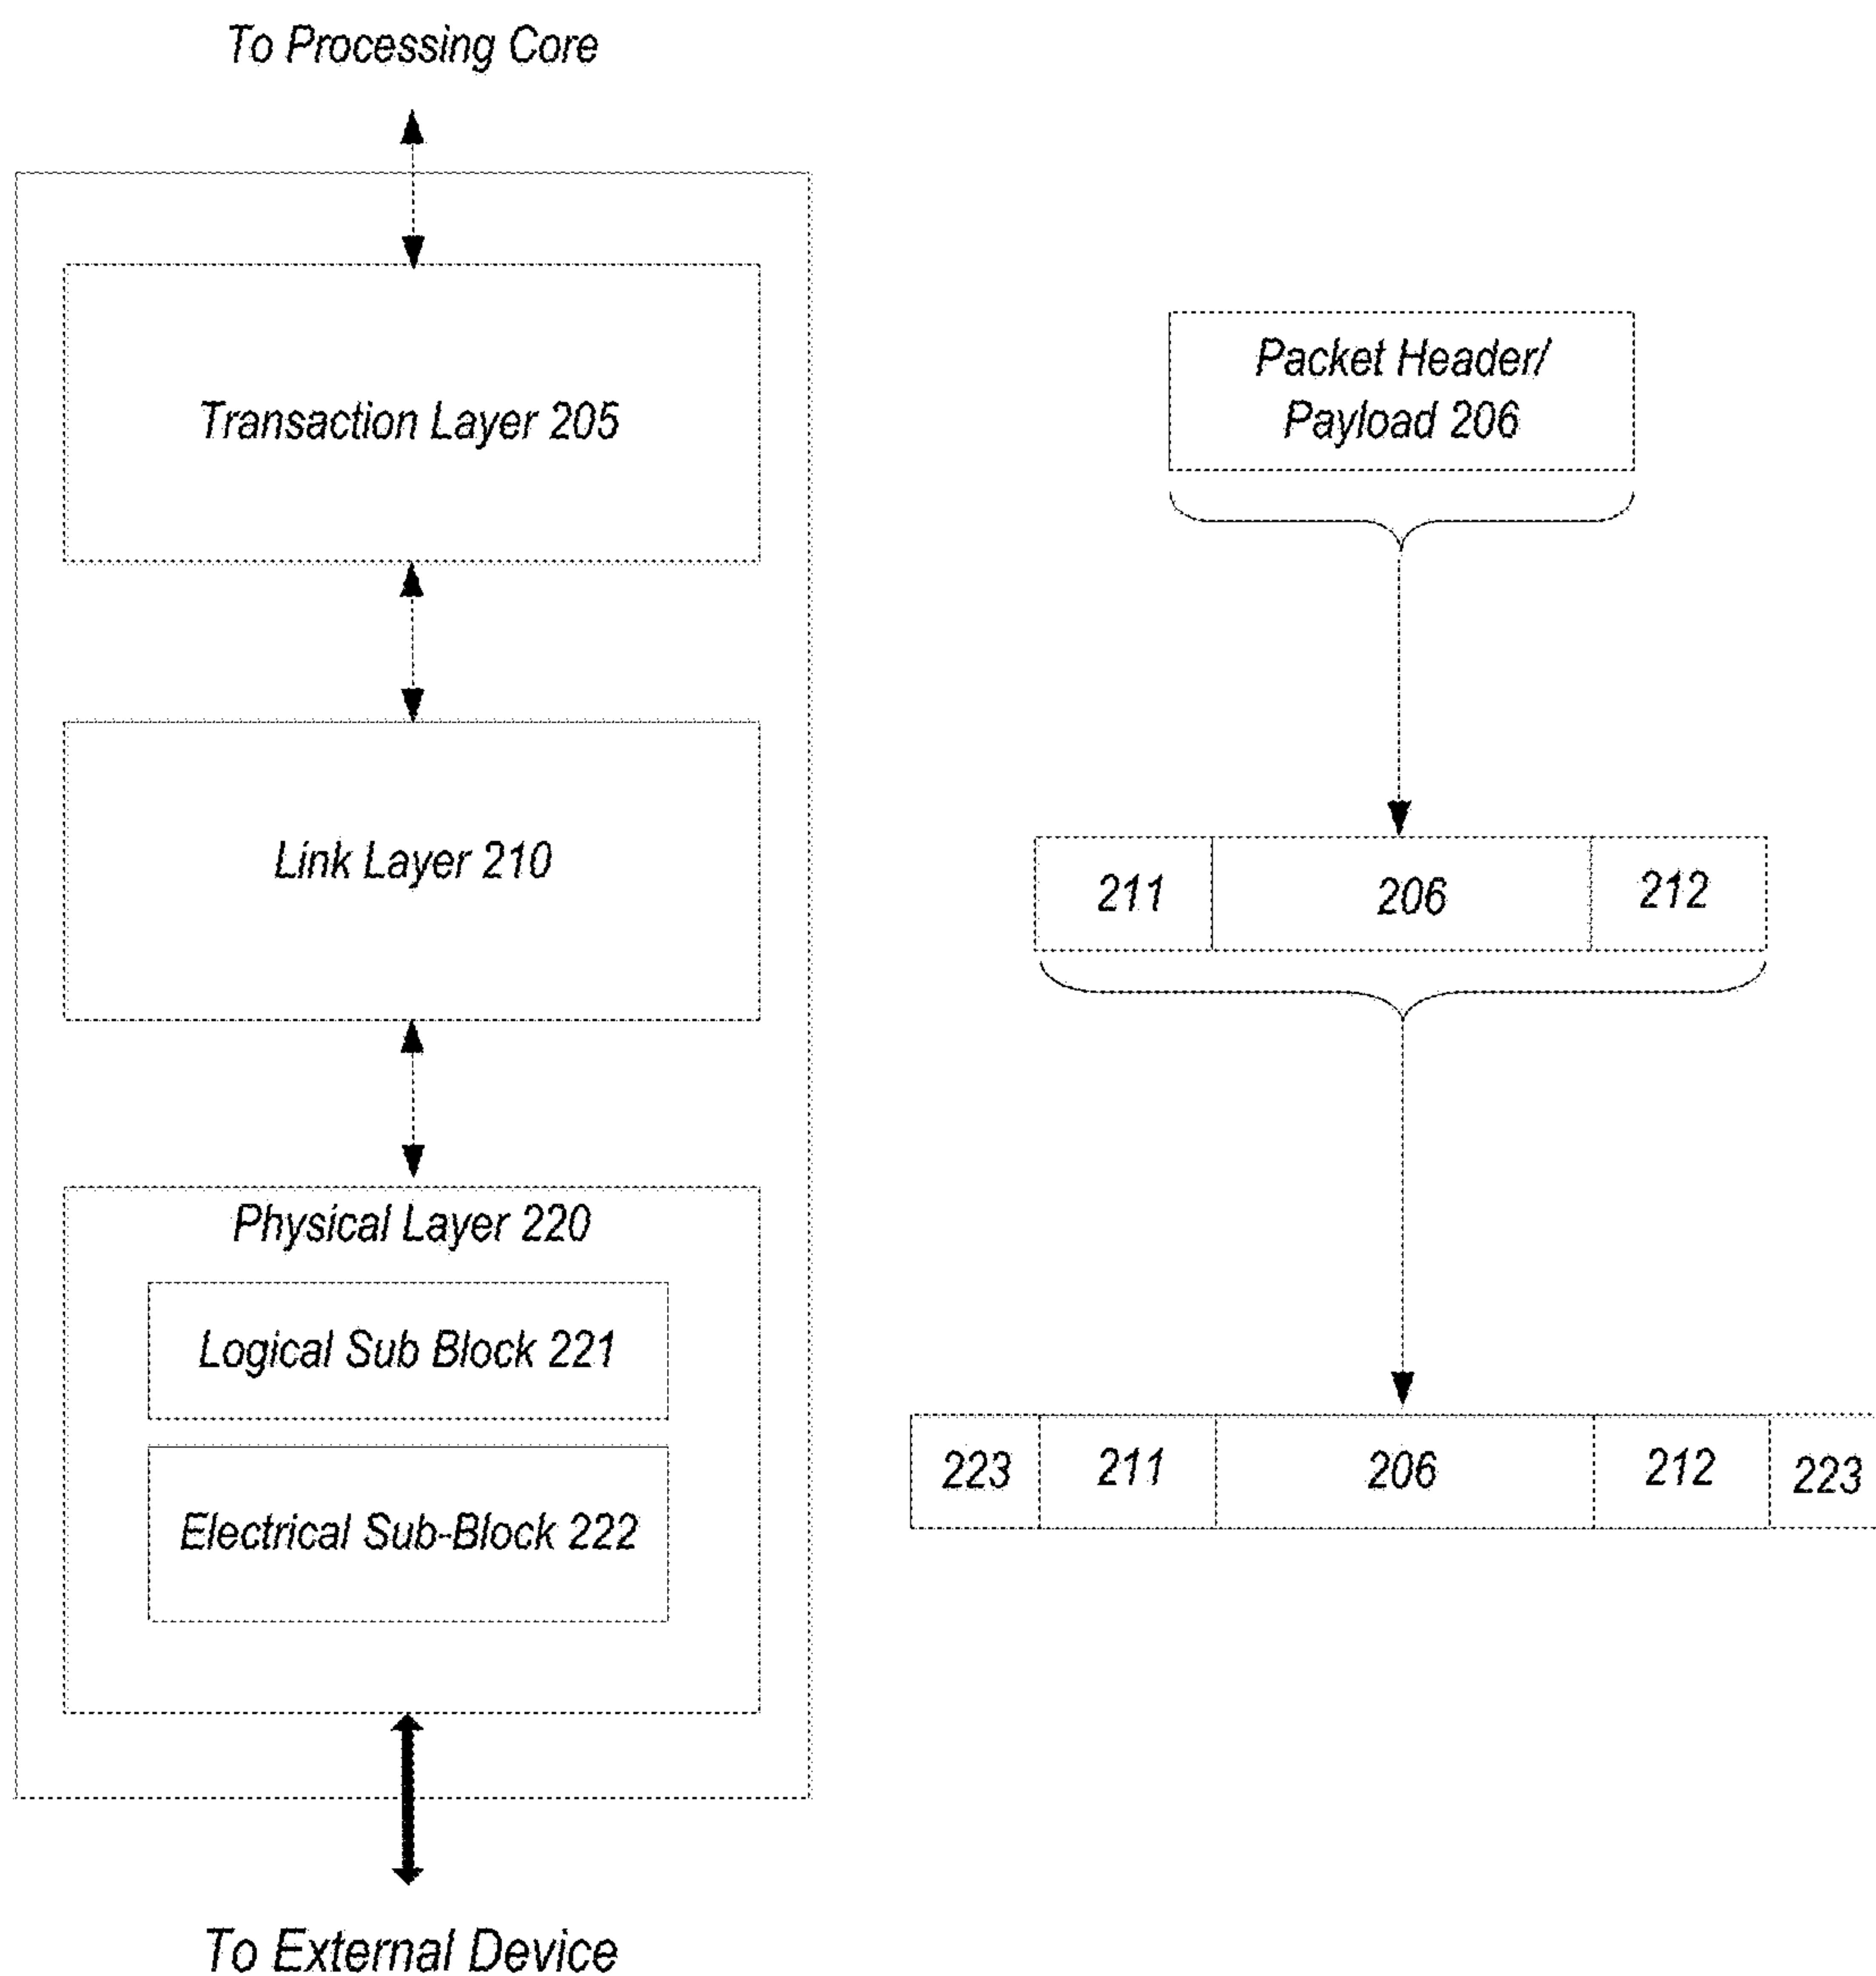 To Processing Core
Transaction Layer 205
Packet Header/
Payload 206
Link Layer 210
211
206
212
Physical Layer 220
Logical Sub Block 221
Electrical Sub-Block 222
223
211
206
212
223
To External Device